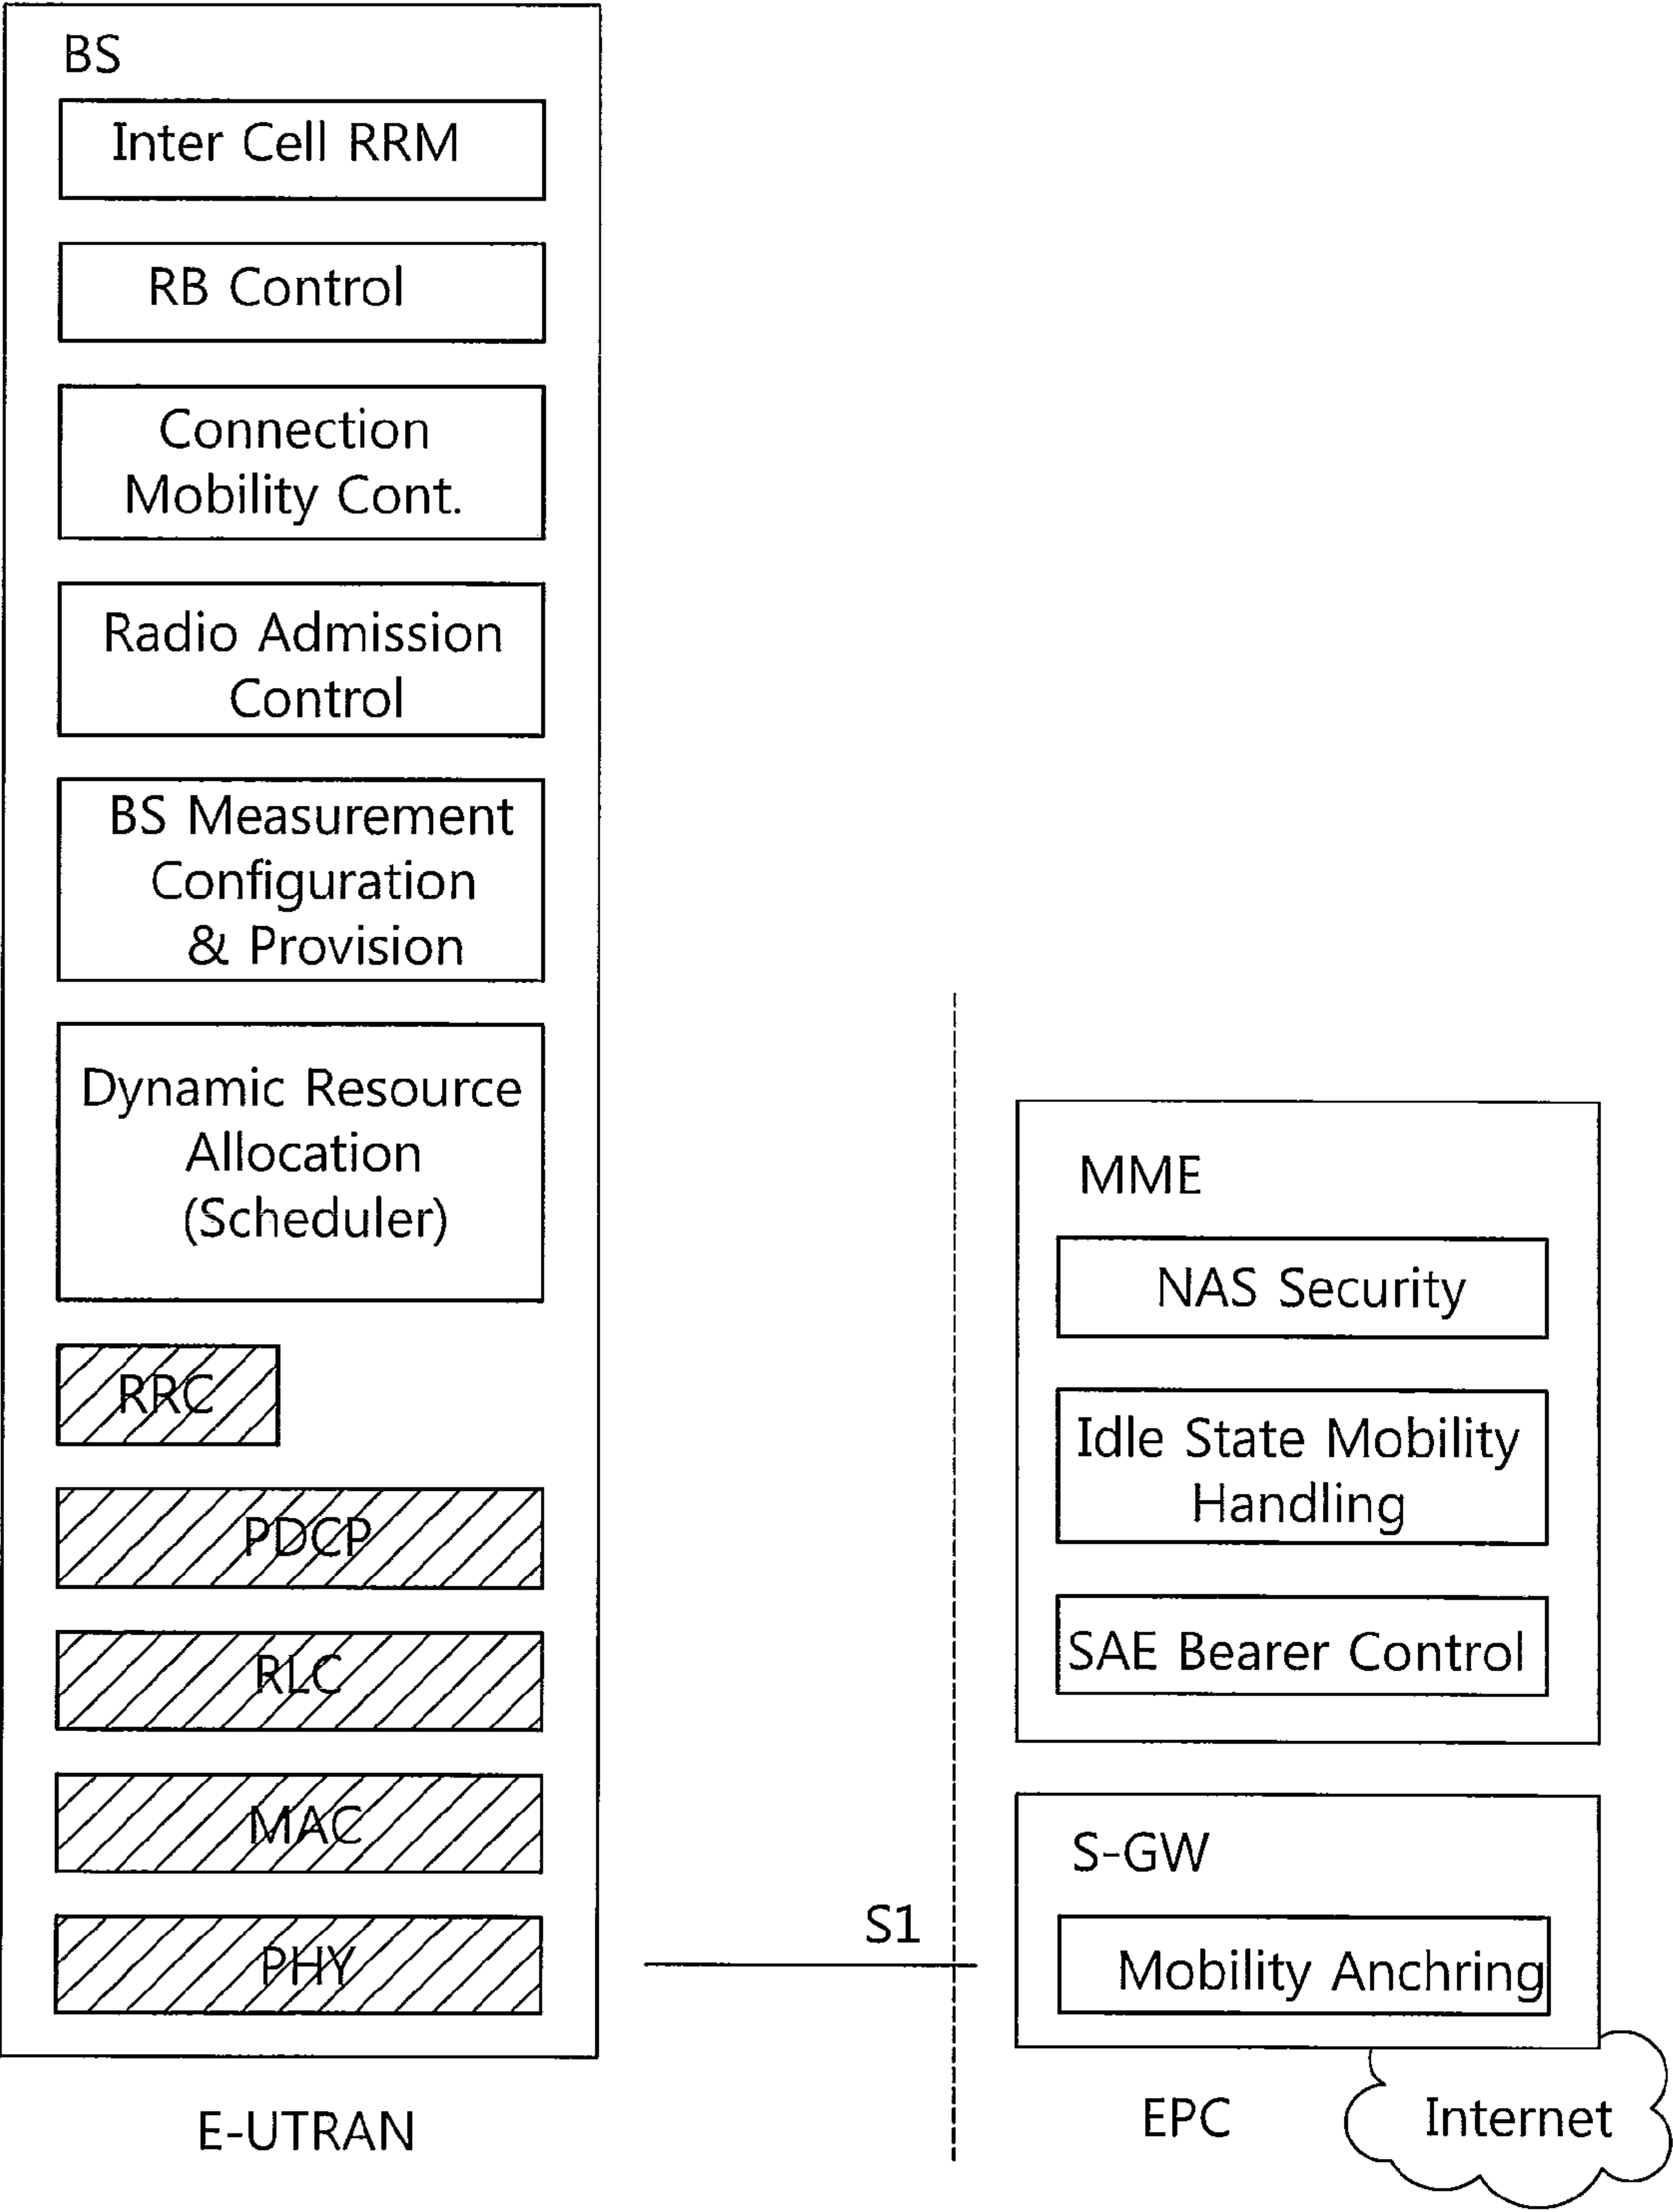 BS
Inter Cell RRM
RB Control
Connection
Mobility Cont.
Radio Admission
Control
BS Measurement
Configuration
& Provision
Dynamic Resource
Allocation
(Scheduler)
RRC
PDCP
RLC
MAC
PHY
E-UTRAN
S1
MME
NAS Security
Idle State Mobility
Handling
SAE Bearer Control
S-GW
Mobility Anchring
EPC
Internet